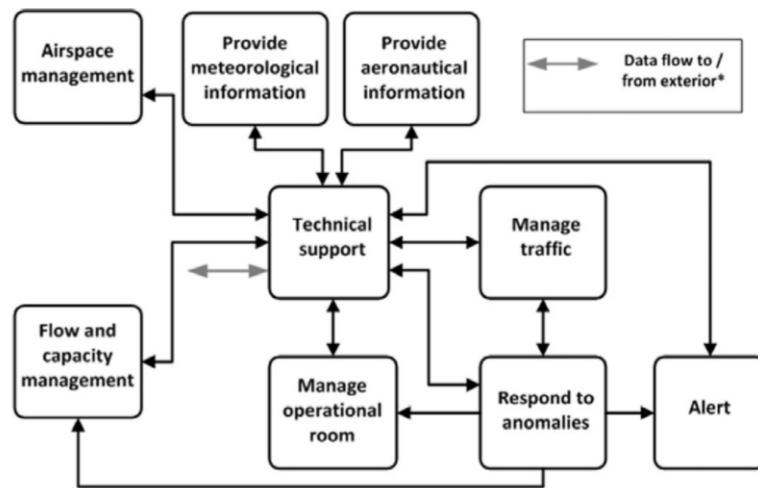 Airspace
management
Provide
meteorological
information
Provide
aeronautical
information
Data flow to /
from exterior*
Technical
support
Manage
traffic
Flow and
capacity
management
Manage
operational
room
Respond to
anomalies
Alert